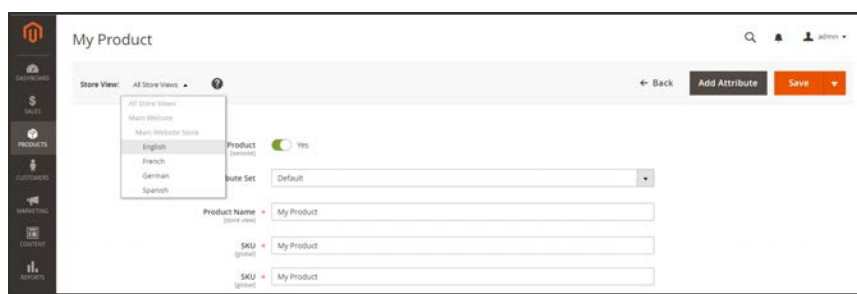 My Product
admin
DASHBOARD
SALES
PRODUCTS
CUSTOMERS
MARKETING
CONTENT
REPORTS
Store View: All Store Views ?
← Back
Add Attribute
Save
All Store Views
Main Website
Main Website Store
English
French
German
Spanish
Product
[website]
Yes
bute Set
Default
Product Name *
[store view]
My Product
SKU *
[global]
My Product
SKU *
[global]
My Product